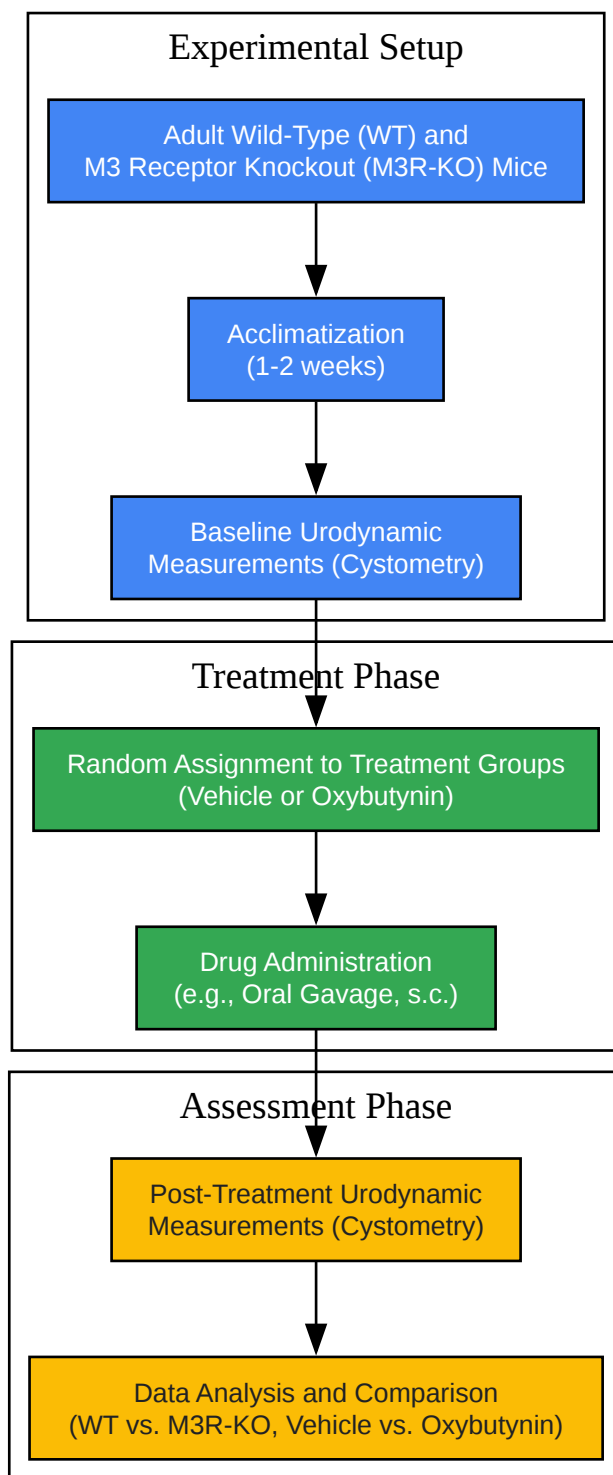 Experimental Setup
Adult Wild-Type (WT) and
M3 Receptor Knockout (M3R-KO) Mice
Acclimatization
(1-2 weeks)
Baseline Urodynamic
Measurements (Cystometry)
Treatment Phase
Random Assignment to Treatment Groups
(Vehicle or Oxybutynin)
Drug Administration
(e.g., Oral Gavage, s.c.)
Assessment Phase
Post-Treatment Urodynamic
Measurements (Cystometry)
Data Analysis and Comparison
(WT vs. M3R-KO, Vehicle vs. Oxybutynin)